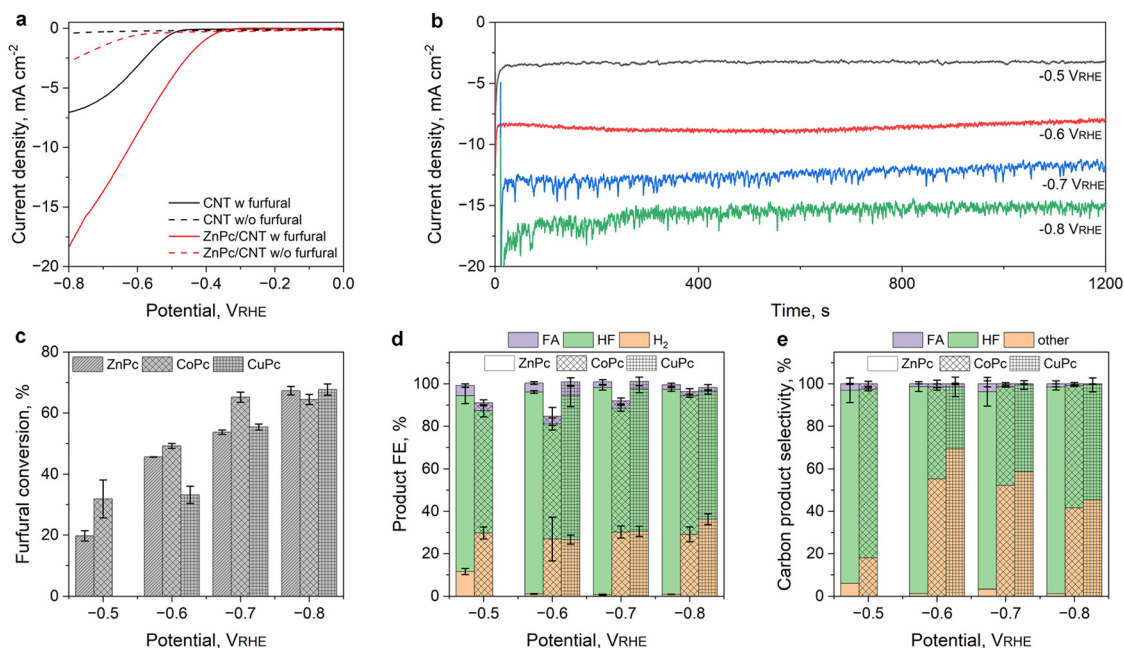 a
Current density, mA cm⁻²
0
−5
−10
−15
−20
CNT w furfural
CNT w/o furfural
ZnPc/CNT w furfural
ZnPc/CNT w/o furfural
−0.8 −0.6 −0.4 −0.2 0.0
Potential, VRHE
b
Current density, mA cm⁻²
0
−5
−10
−15
−20
-0.5 VRHE
-0.6 VRHE
-0.7 VRHE
-0.8 VRHE
0 400 800 1200
Time, s
c
Furfural conversion, %
80
60
40
20
0
ZnPc CoPc CuPc
−0.5 −0.6 −0.7 −0.8
Potential, VRHE
d
FA HF H₂
ZnPc CoPc CuPc
Product FE, %
100
80
60
40
20
0
−0.5 −0.6 −0.7 −0.8
Potential, VRHE
e
FA HF other
ZnPc CoPc CuPc
Carbon product selectivity, %
100
80
60
40
20
0
−0.5 −0.6 −0.7 −0.8
Potential, VRHE